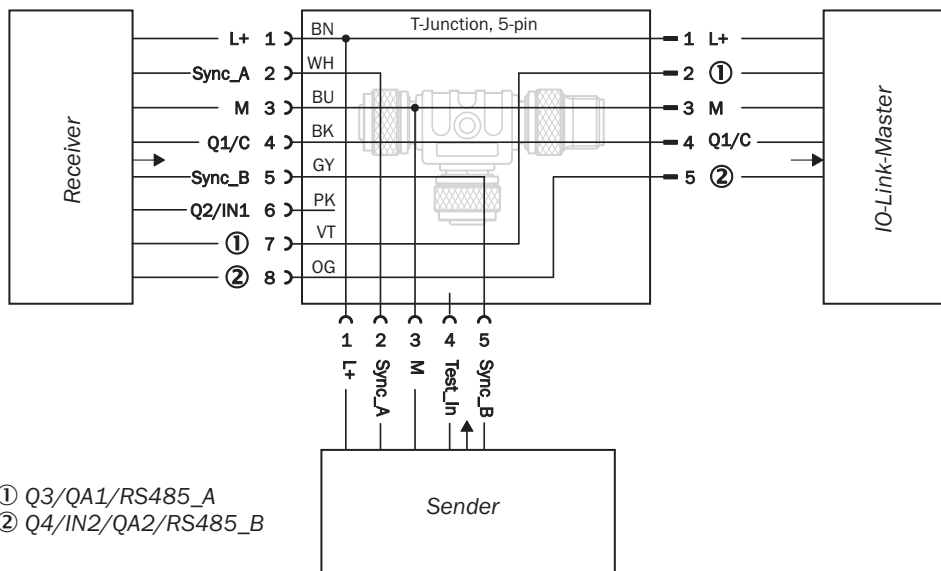 T-Junction, 5-pin
L+ 1 BN 1 L+
Sync_A 2 WH 2 ①
M 3 BU 3 M
Q1/C 4 BK 4 Q1/C
Sync_B 5 GY 5 ②
Q2/IN1 6 PK
① 7 VT
② 8 OG
Receiver
IO-Link-Master
1 2 3 4 5
L+ Sync_A M Test_In Sync_B
Sender
① Q3/QA1/RS485_A
② Q4/IN2/QA2/RS485_B